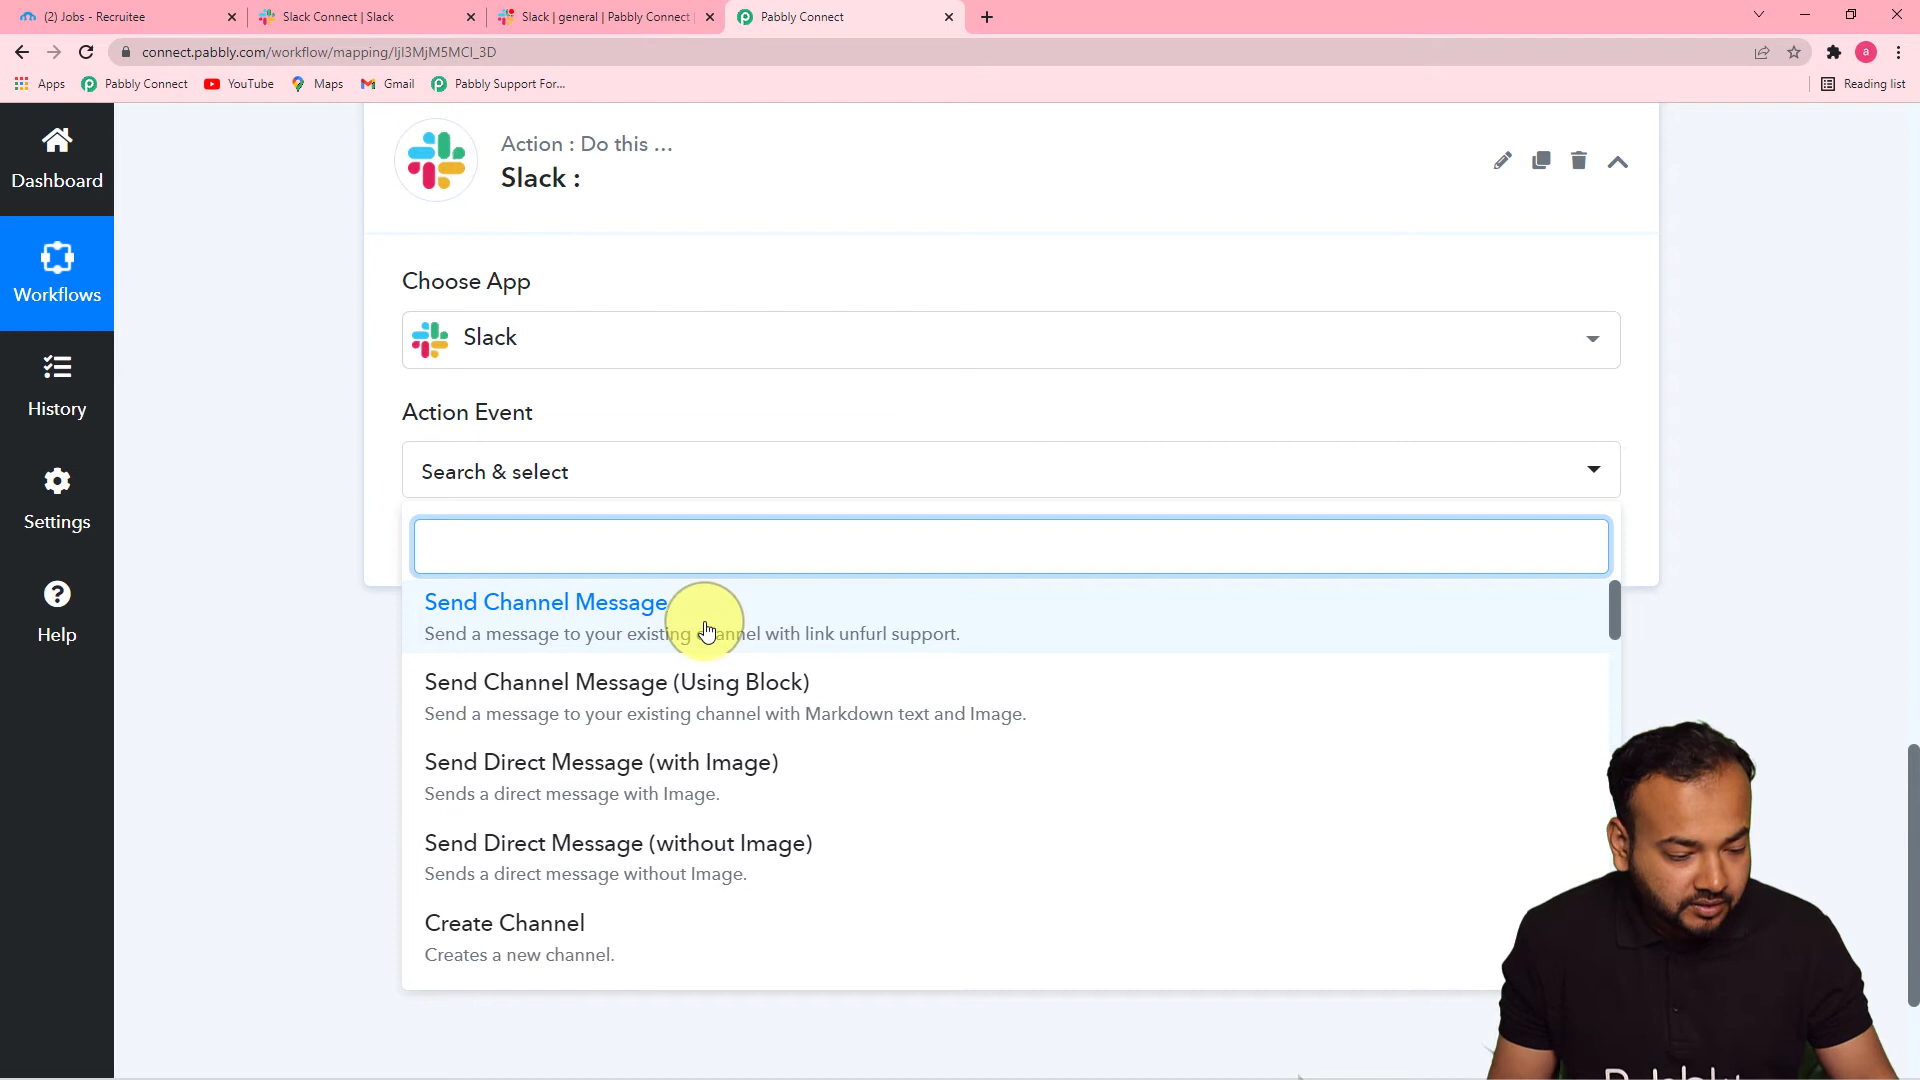 (2) Jobs - Recruitee
Slack Connect | Slack
Slack | general | Pabbly Connect
Pabbly Connect
connect.pabbly.com/workflow/mapping/IjI3MjM5MCI_3D
a
Apps
Pabbly Connect
YouTube
Maps
Gmail
Pabbly Support For...
Reading list
Dashboard
Workflows
History
Settings
Help
Action : Do this ...
Slack :
Choose App
Slack
Action Event
Search & select
Send Channel Message
Send a message to your existing channel with link unfurl support.
Send Channel Message (Using Block)
Send a message to your existing channel with Markdown text and Image.
Send Direct Message (with Image)
Sends a direct message with Image.
Send Direct Message (without Image)
Sends a direct message without Image.
Create Channel
Creates a new channel.
Pabbly